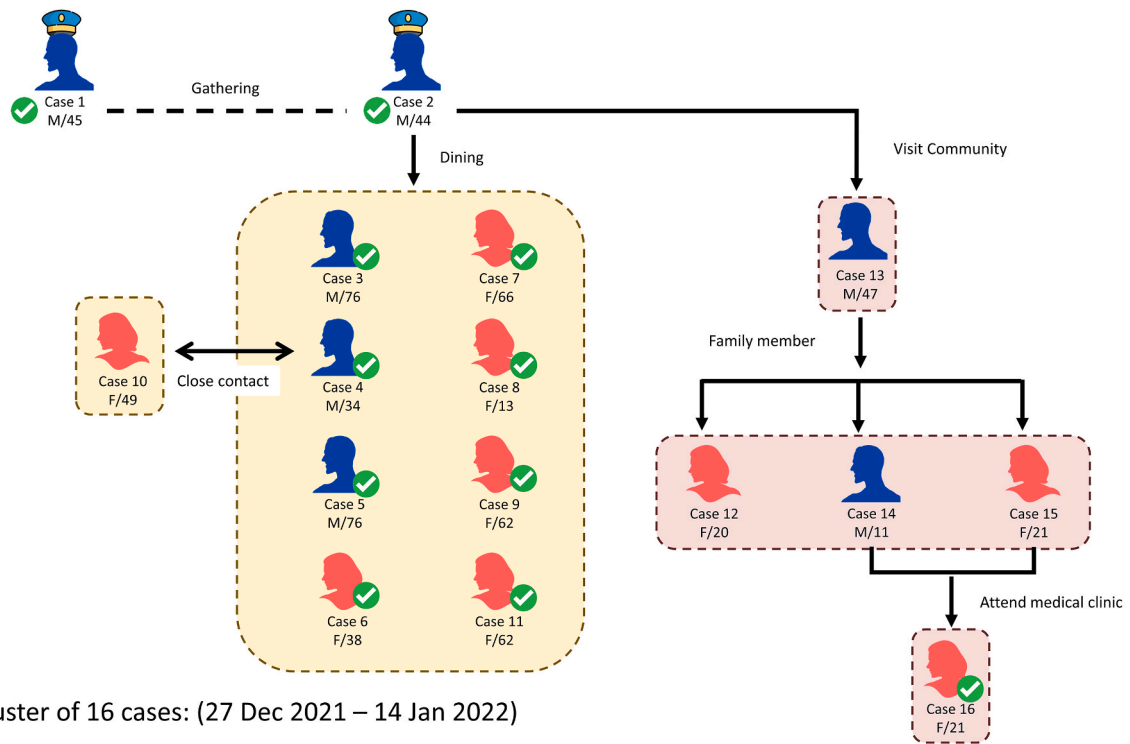 Gathering
Case 1
M/45
Case 2
M/44
Dining
Visit Community
Case 3
M/76
Case 7
F/66
Case 13
M/47
Case 10
F/49
Close contact
Case 4
M/34
Case 8
F/13
Family member
Case 5
M/76
Case 9
F/62
Case 12
F/20
Case 14
M/11
Case 15
F/21
Case 6
F/38
Case 11
F/62
Attend medical clinic
Case 16
F/21
uster of 16 cases: (27 Dec 2021 – 14 Jan 2022)